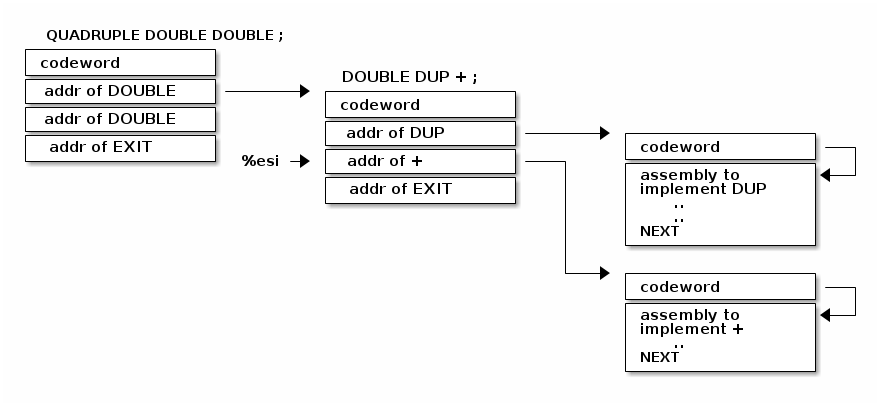 QUADRUPLE DOUBLE DOUBLE ;
codeword
addr of DOUBLE
addr of DOUBLE
addr of EXIT
DOUBLE DUP + ;
codeword
addr of DUP
%esi
addr of +
addr of EXIT
codeword
assembly to
implement DUP
..
..
NEXT
codeword
assembly to
implement +
..
NEXT